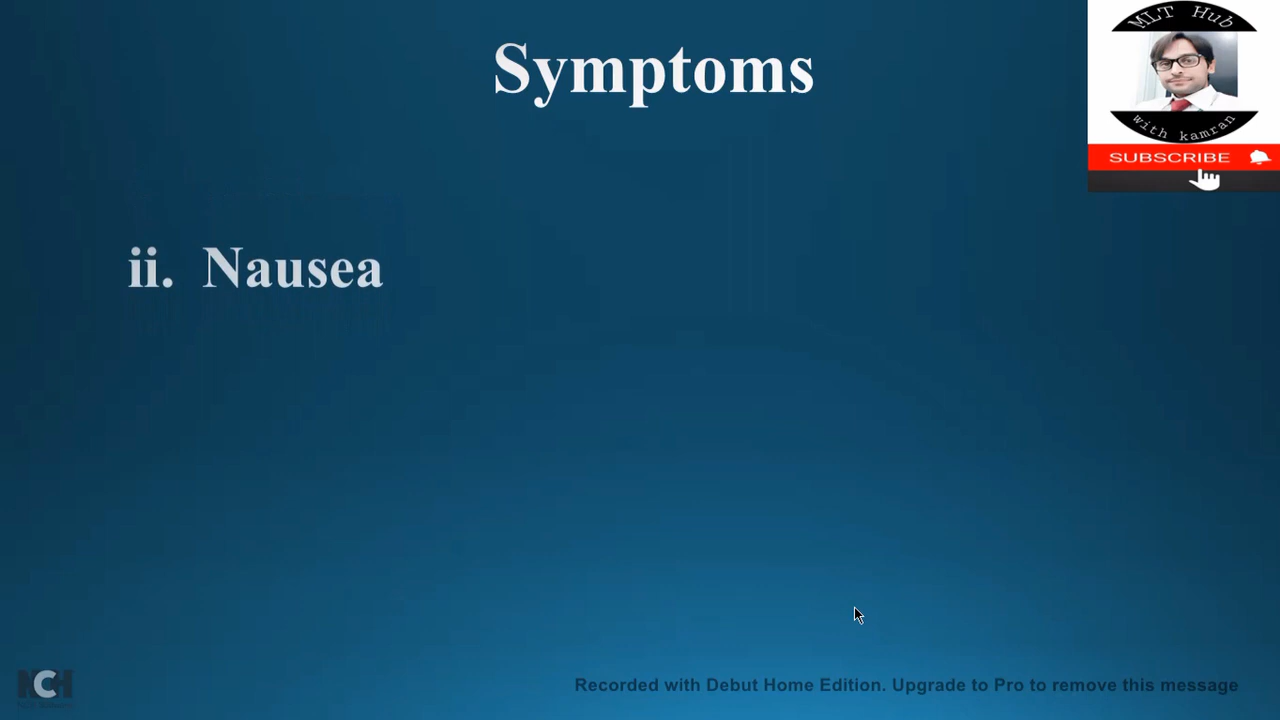 MLT Hub
with kamran
SUBSCRIBE
Symptoms
ii. Nausea
NCH
Recorded with Debut Home Edition. Upgrade to Pro to remove this message